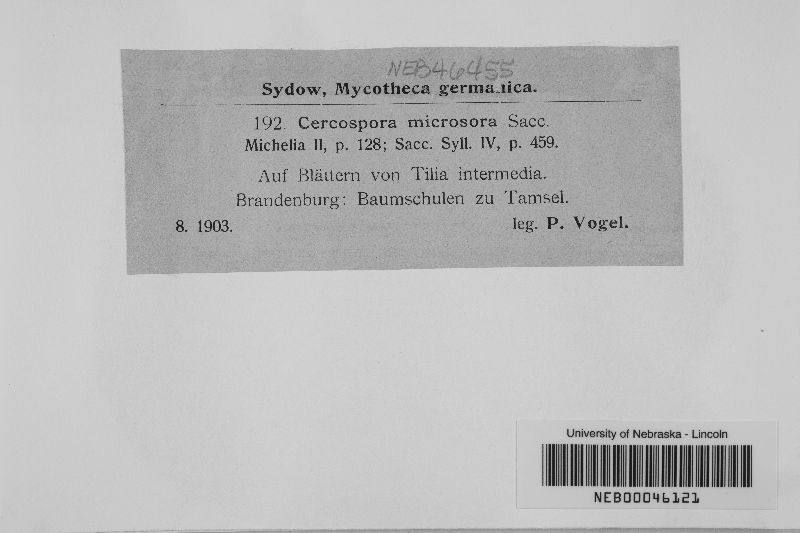 NEB46455
Sydow, Mycotheca germanica.
192. Cercospora microsora Sacc.
Michelia II, p. 128; Sacc. Syll. IV, p. 459.
Auf Blättern von Tilia intermedia.
Brandenburg: Baumschulen zu Tamsel.
8. 1903. leg. P. Vogel.
University of Nebraska - Lincoln
NEB00046121